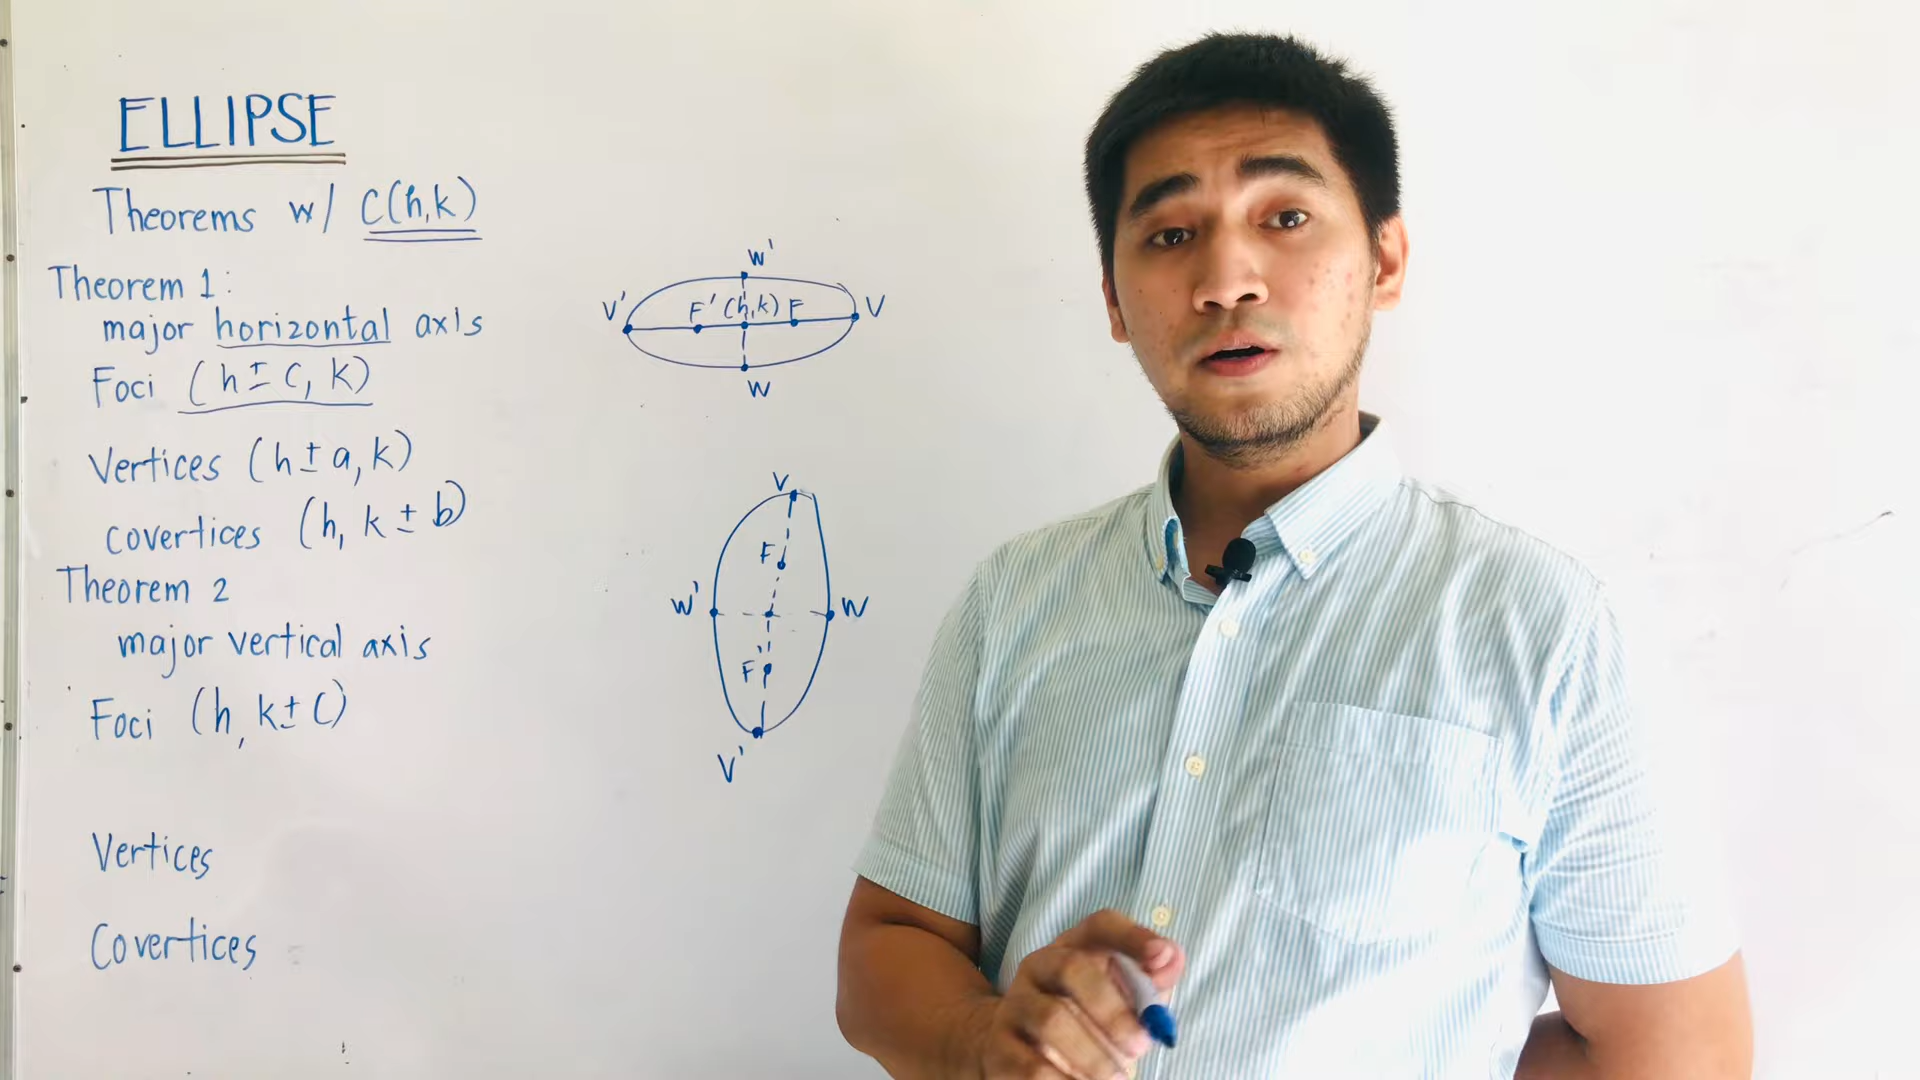 ELLIPSE
Theorems w/ C(h,k)
Theorem 1:
major horizontal axis
Foci (h ± c, k)
Vertices (h ± a, k)
covertices (h, k ± b)
Theorem 2
major vertical axis
Foci (h, k ± c)
Vertices
Covertices
W'
V' F' (h,k) F V
W
V
F
W' W
F'
V'